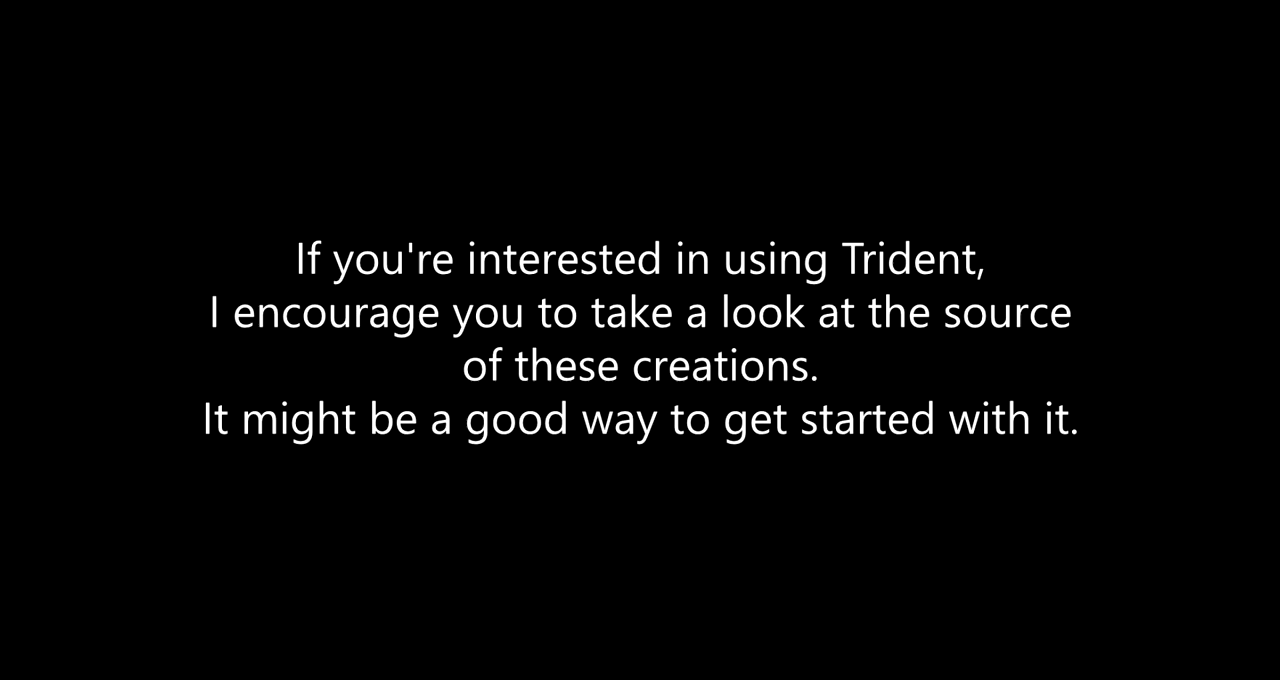 If you're interested in using Trident,
I encourage you to take a look at the source
of these creations.
It might be a good way to get started with it.